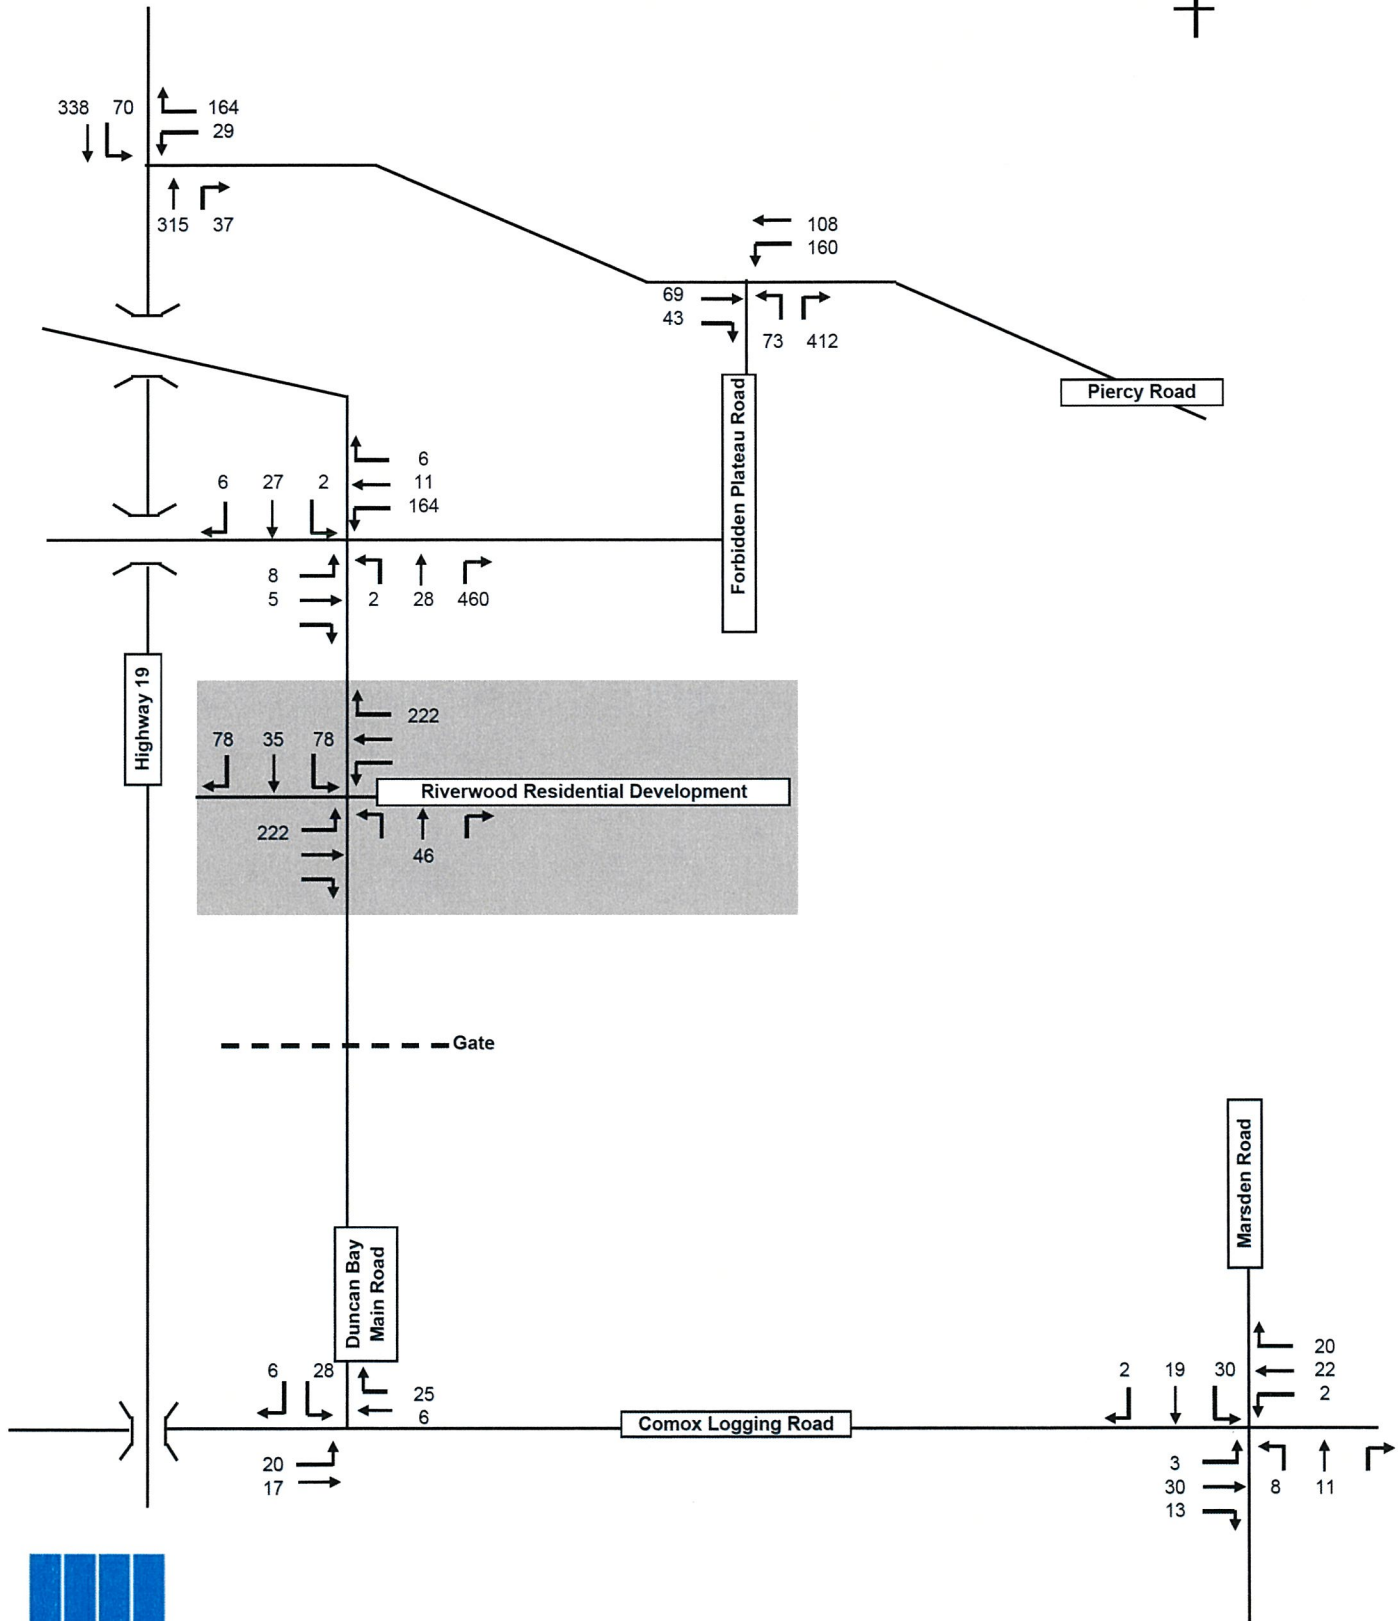 338 70 164
29
315 37
108
160
69
43
73 412
Piercy Road
Forbidden Plateau Road
6
6 27 2 11
164
8
5 2 28 460
Highway 19
222
78 35 78
Riverwood Residential Development
222
46
Gate
Marsden Road
Duncan Bay
Main Road
6 28
25
6
20
17
Comox Logging Road
20
2 19 30 22
2
3
30 8 11
13